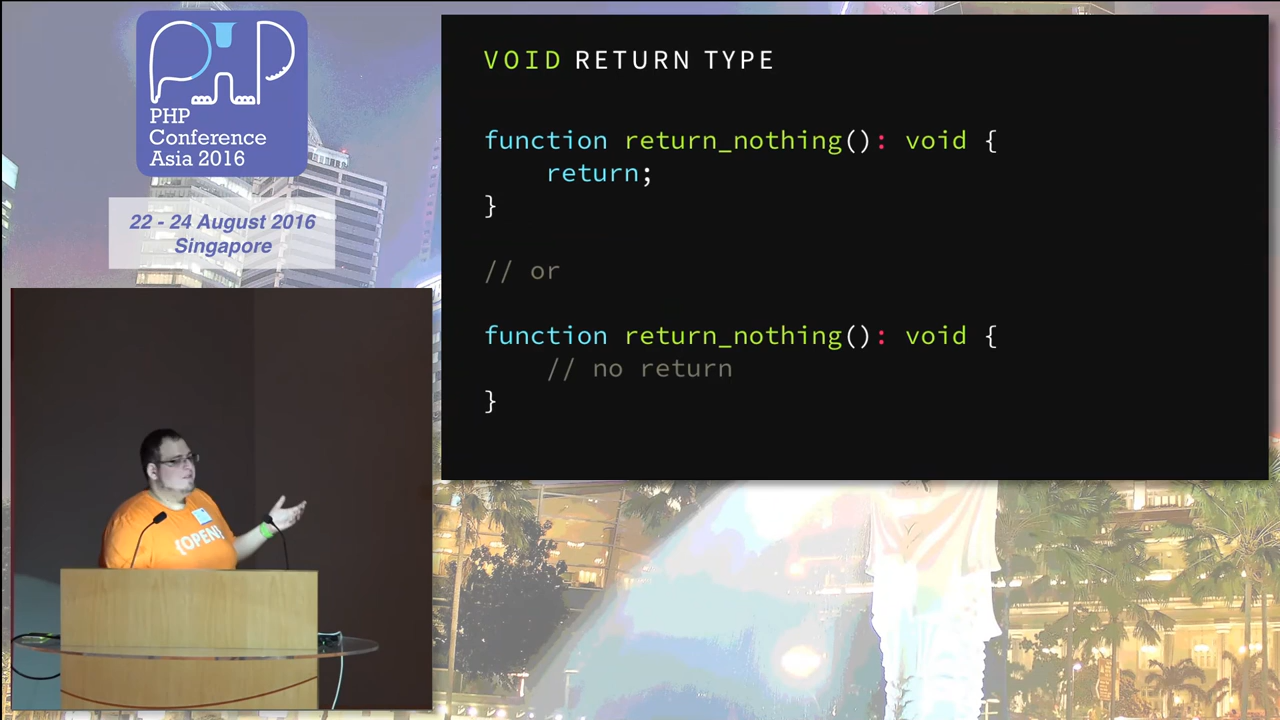 PHP
PHP
Conference
Asia 2016
22 - 24 August 2016
Singapore
VOID RETURN TYPE
function return_nothing(): void {
    return;
}
// or
function return_nothing(): void {
    // no return
}
{OPEN}